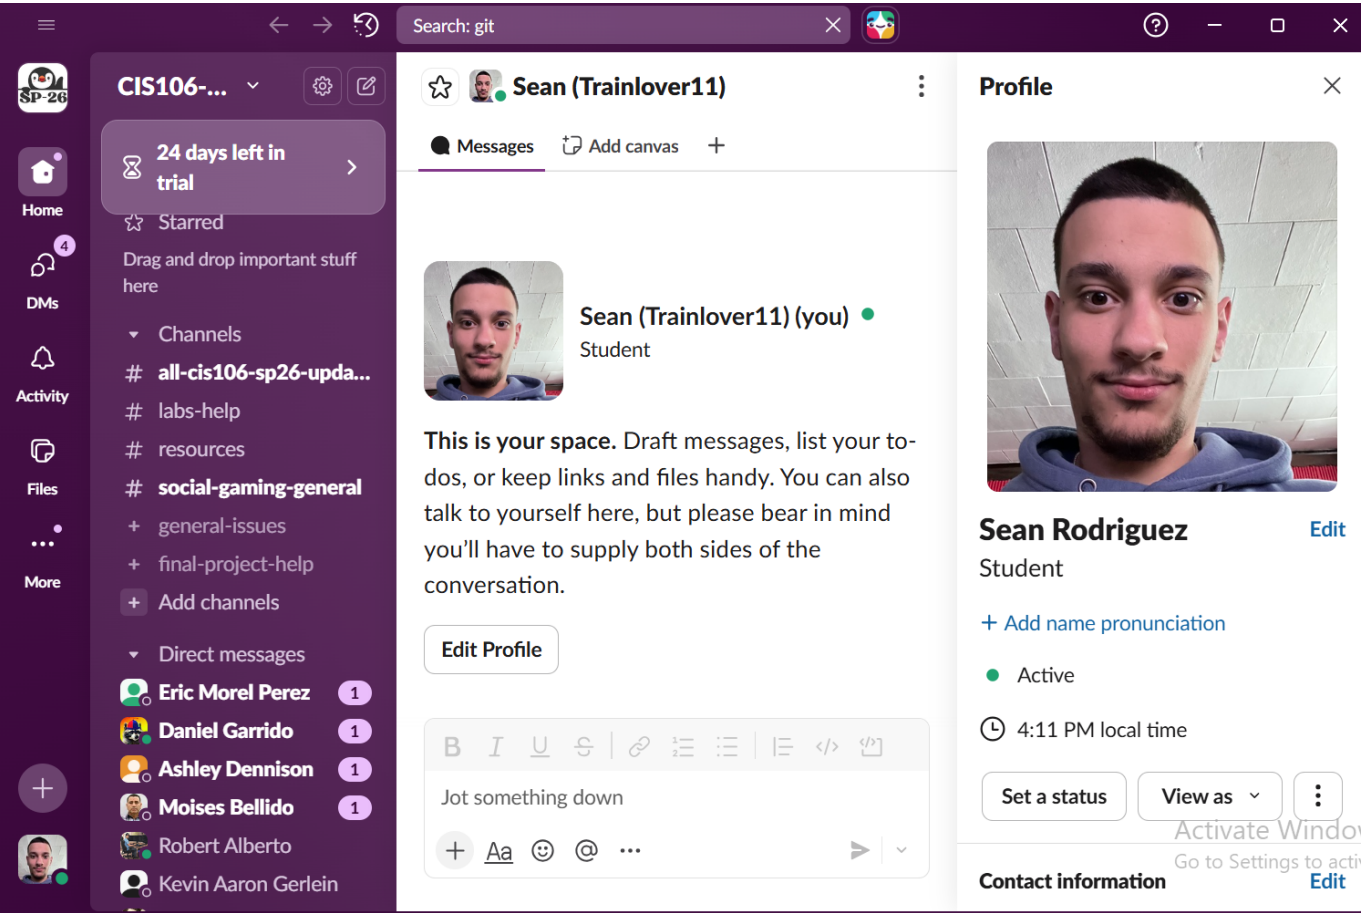 Search: git
SP-26
Home
4
DMs
Activity
Files
More
CIS106-...
24 days left in
trial
Starred
Drag and drop important stuff
here
Channels
# all-cis106-sp26-upda...
# labs-help
# resources
# social-gaming-general
+ general-issues
+ final-project-help
+ Add channels
Direct messages
Eric Morel Perez 1
Daniel Garrido 1
Ashley Dennison 1
Moises Bellido 1
Robert Alberto
Kevin Aaron Gerlein
Sean (Trainlover11)
Messages Add canvas +
Sean (Trainlover11) (you)
Student
This is your space. Draft messages, list your to-
dos, or keep links and files handy. You can also
talk to yourself here, but please bear in mind
you’ll have to supply both sides of the
conversation.
Edit Profile
B I U S
Jot something down
+ Aa @
Profile
Sean Rodriguez Edit
Student
+ Add name pronunciation
Active
4:11 PM local time
Set a status View as
Activate Window
Go to Settings to acti
Contact information Edit